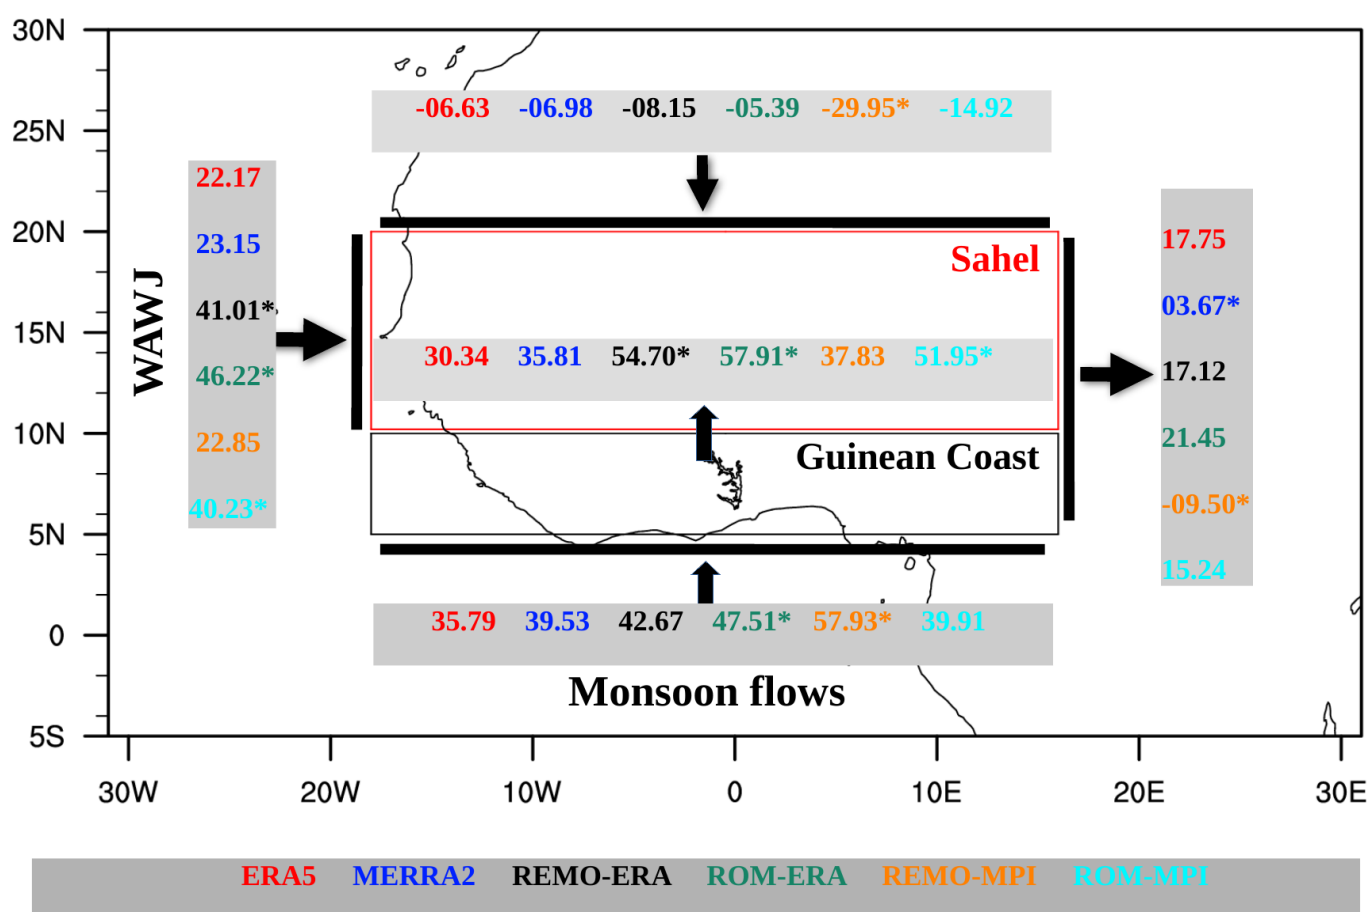 30N
-06.63 -06.98 -08.15 -05.39 -29.95* -14.92
25N
22.17
20N
17.75
23.15
Sahel
WAWJ
41.01*
03.67*
15N
30.34 35.81 54.70* 57.91* 37.83 51.95*
46.22*
17.12
10N
22.85
21.45
Guinean Coast
40.23*
-09.50*
5N
15.24
35.79 39.53 42.67 47.51* 57.93* 39.91
0
Monsoon flows
5S
30W 20W 10W 0 10E 20E 30E
ERA5 MERRA2 REMO-ERA ROM-ERA REMO-MPI ROM-MPI